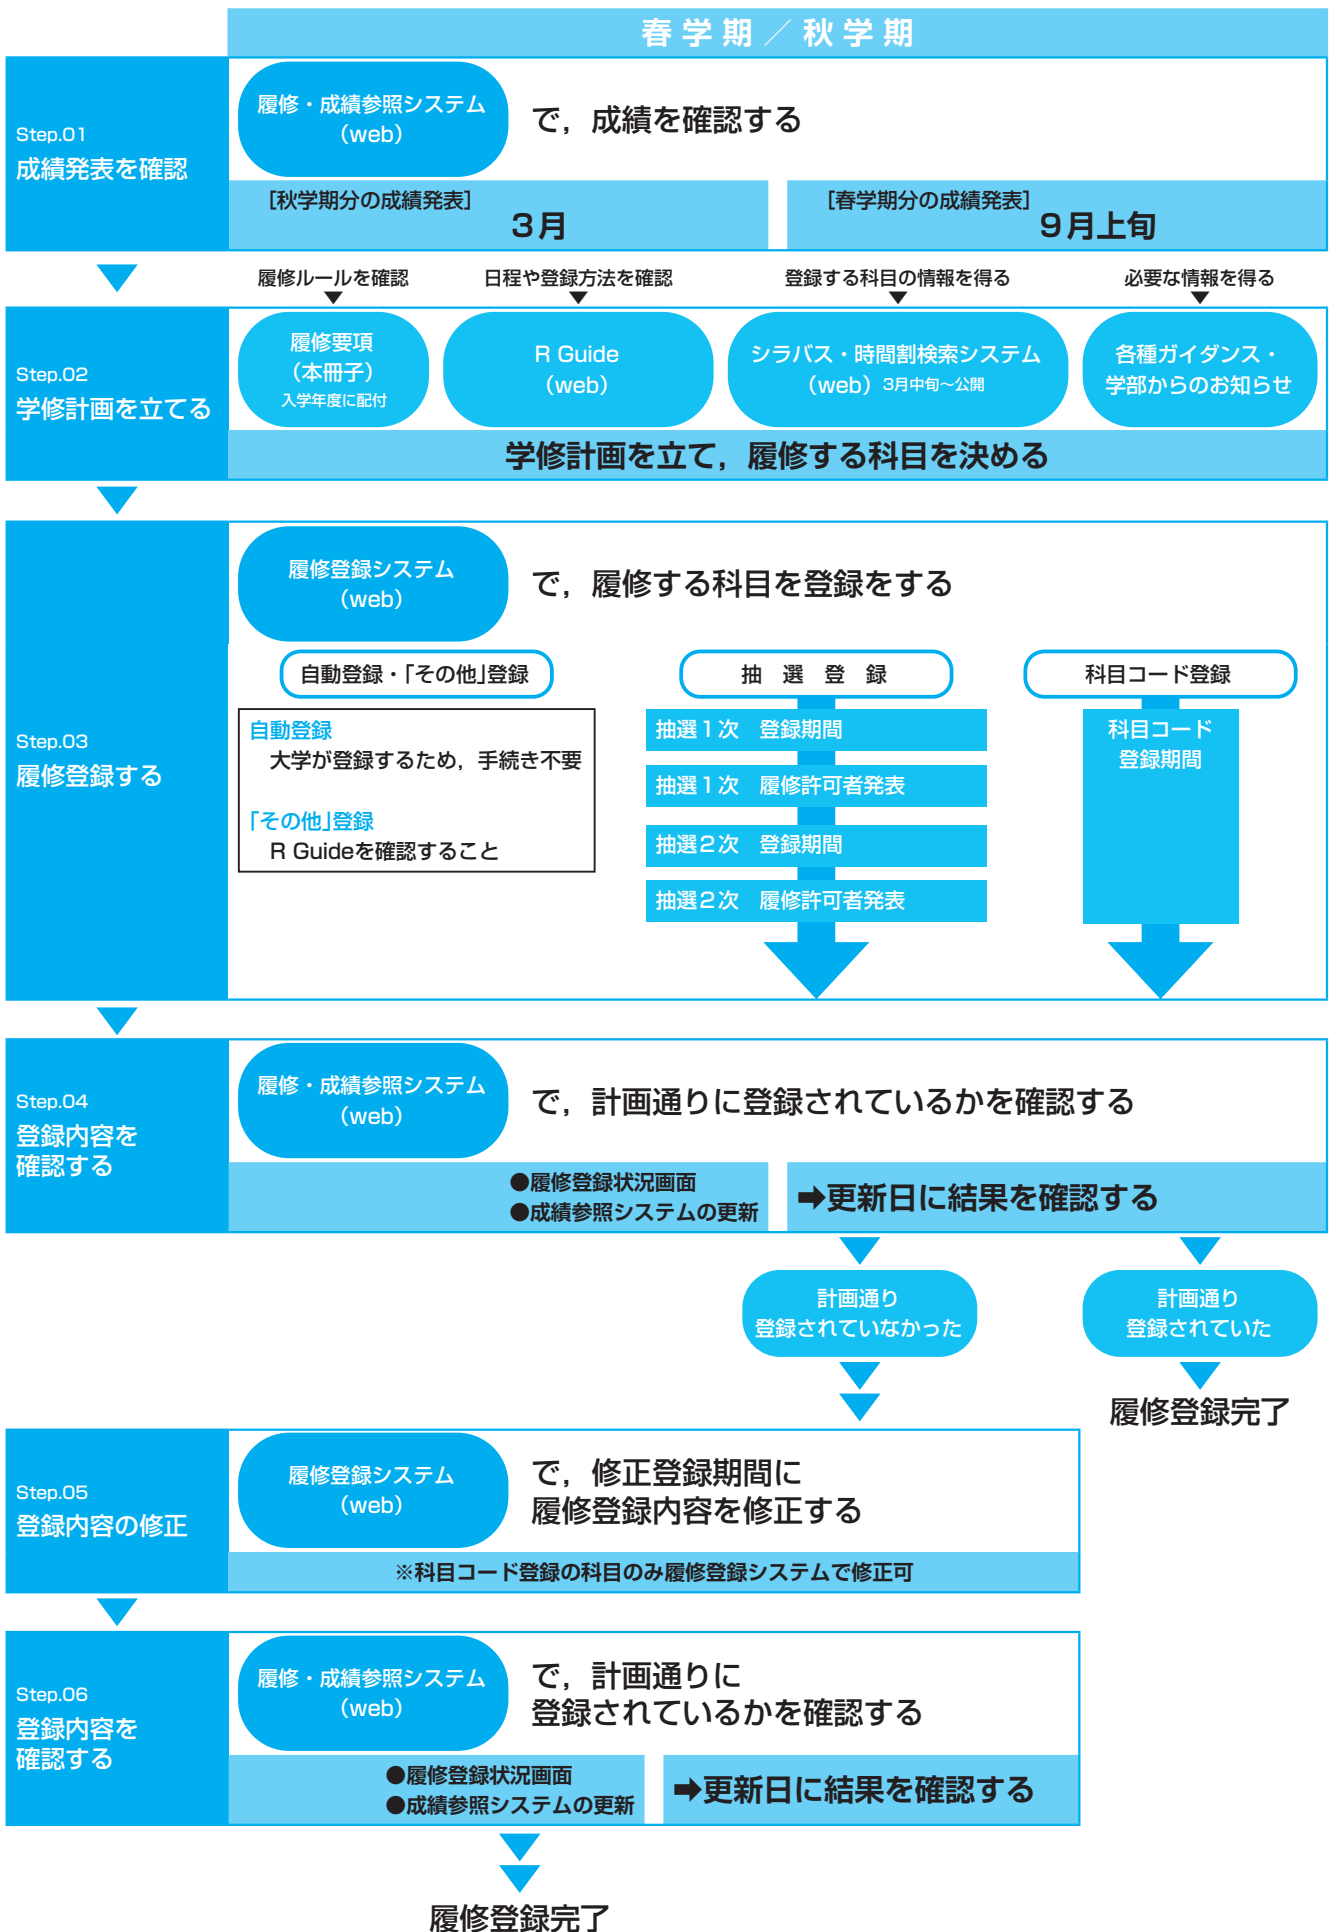 春学期／秋学期
Step.01
成績発表を確認
履修・成績参照システム
（web）
で，成績を確認する
［秋学期分の成績発表］
3月
［春学期分の成績発表］
9月上旬
履修ルールを確認
日程や登録方法を確認
登録する科目の情報を得る
必要な情報を得る
Step.02
学修計画を立てる
履修要項
（本冊子）
入学年度に配付
R Guide
（web）
シラバス・時間割検索システム
（web）3月中旬～公開
各種ガイダンス・
学部からのお知らせ
学修計画を立て，履修する科目を決める
Step.03
履修登録する
履修登録システム
（web）
で，履修する科目を登録をする
自動登録・「その他」登録
自動登録
大学が登録するため，手続き不要
「その他」登録
R Guideを確認すること
抽選登録
抽選1次　登録期間
抽選1次　履修許可者発表
抽選2次　登録期間
抽選2次　履修許可者発表
科目コード登録
科目コード
登録期間
Step.04
登録内容を
確認する
履修・成績参照システム
（web）
で，計画通りに登録されているかを確認する
●履修登録状況画面
●成績参照システムの更新
➡更新日に結果を確認する
計画通り
登録されていなかった
計画通り
登録されていた
履修登録完了
Step.05
登録内容の修正
履修登録システム
（web）
で，修正登録期間に
履修登録内容を修正する
※科目コード登録の科目のみ履修登録システムで修正可
Step.06
登録内容を
確認する
履修・成績参照システム
（web）
で，計画通りに
登録されているかを確認する
●履修登録状況画面
●成績参照システムの更新
➡更新日に結果を確認する
履修登録完了